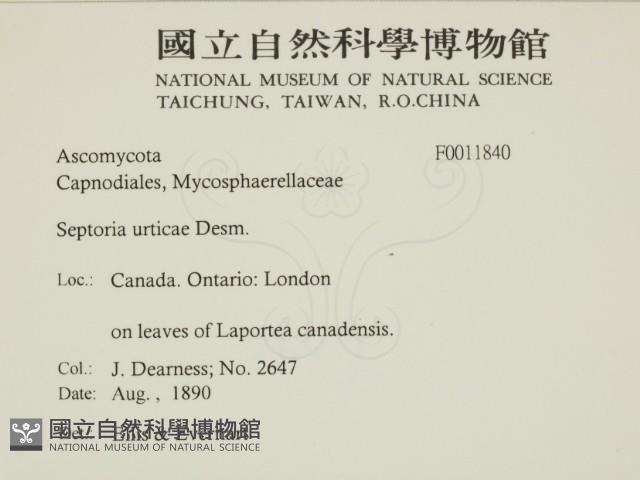 國立自然科學博物館
NATIONAL MUSEUM OF NATURAL SCIENCE
TAICHUNG, TAIWAN, R.O.CHINA
Ascomycota F0011840
Capnodiales, Mycosphaerellaceae
Septoria urticae Desm.
Loc.: Canada. Ontario: London
on leaves of Laportea canadensis.
Col.: J. Dearness; No. 2647
Date: Aug. , 1890
國立自然科學博物館
NATIONAL MUSEUM OF NATURAL SCIENCE